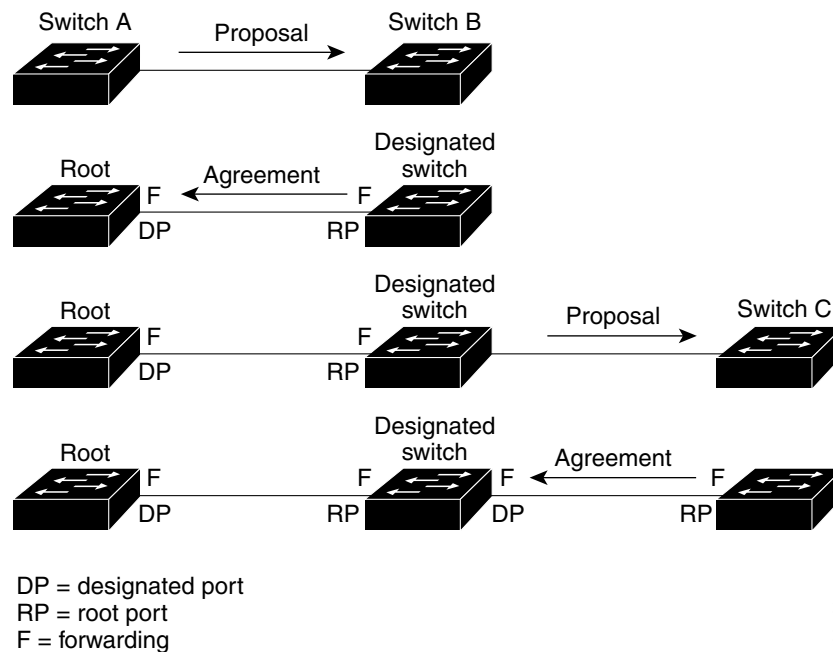 Switch A
Proposal
Switch B
Root
F
Agreement
F
Designated
switch
DP
RP
Root
F
F
Designated
switch
Proposal
Switch C
DP
RP
Root
F
F
Designated
switch
F
Agreement
F
DP
RP
DP
RP
DP = designated port
RP = root port
F = forwarding